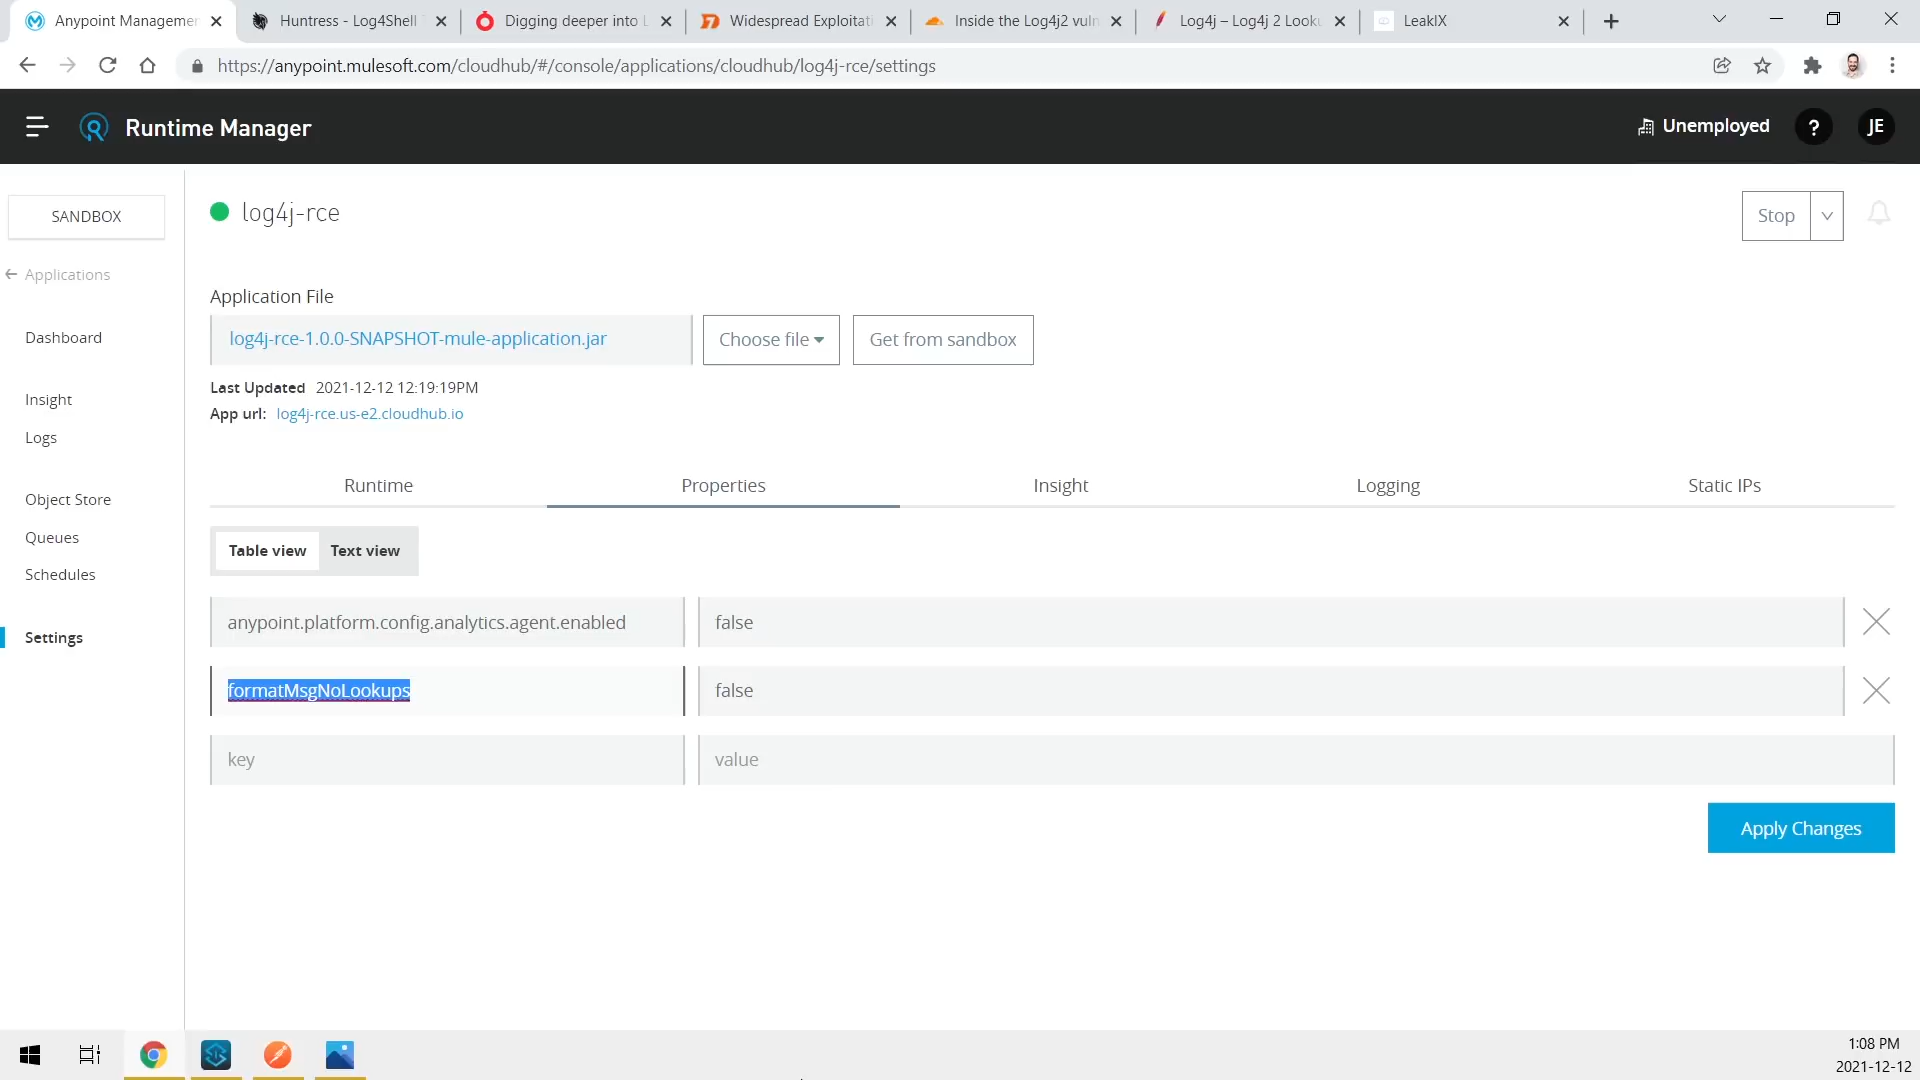 Anypoint Managemen
Huntress - Log4Shell T
Digging deeper into L
Widespread Exploitati
Inside the Log4j2 vuln
Log4j – Log4j 2 Looku
LeakIX
https://anypoint.mulesoft.com/cloudhub/#/console/applications/cloudhub/log4j-rce/settings
Runtime Manager
Unemployed
?
JE
SANDBOX
Applications
Dashboard
Insight
Logs
Object Store
Queues
Schedules
Settings
log4j-rce
Stop
Application File
log4j-rce-1.0.0-SNAPSHOT-mule-application.jar
Choose file
Get from sandbox
Last Updated 2021-12-12 12:19:19PM
App url: log4j-rce.us-e2.cloudhub.io
Runtime
Properties
Insight
Logging
Static IPs
Table view
Text view
anypoint.platform.config.analytics.agent.enabled
false
formatMsgNoLookups
false
key
value
Apply Changes
1:08 PM
2021-12-12